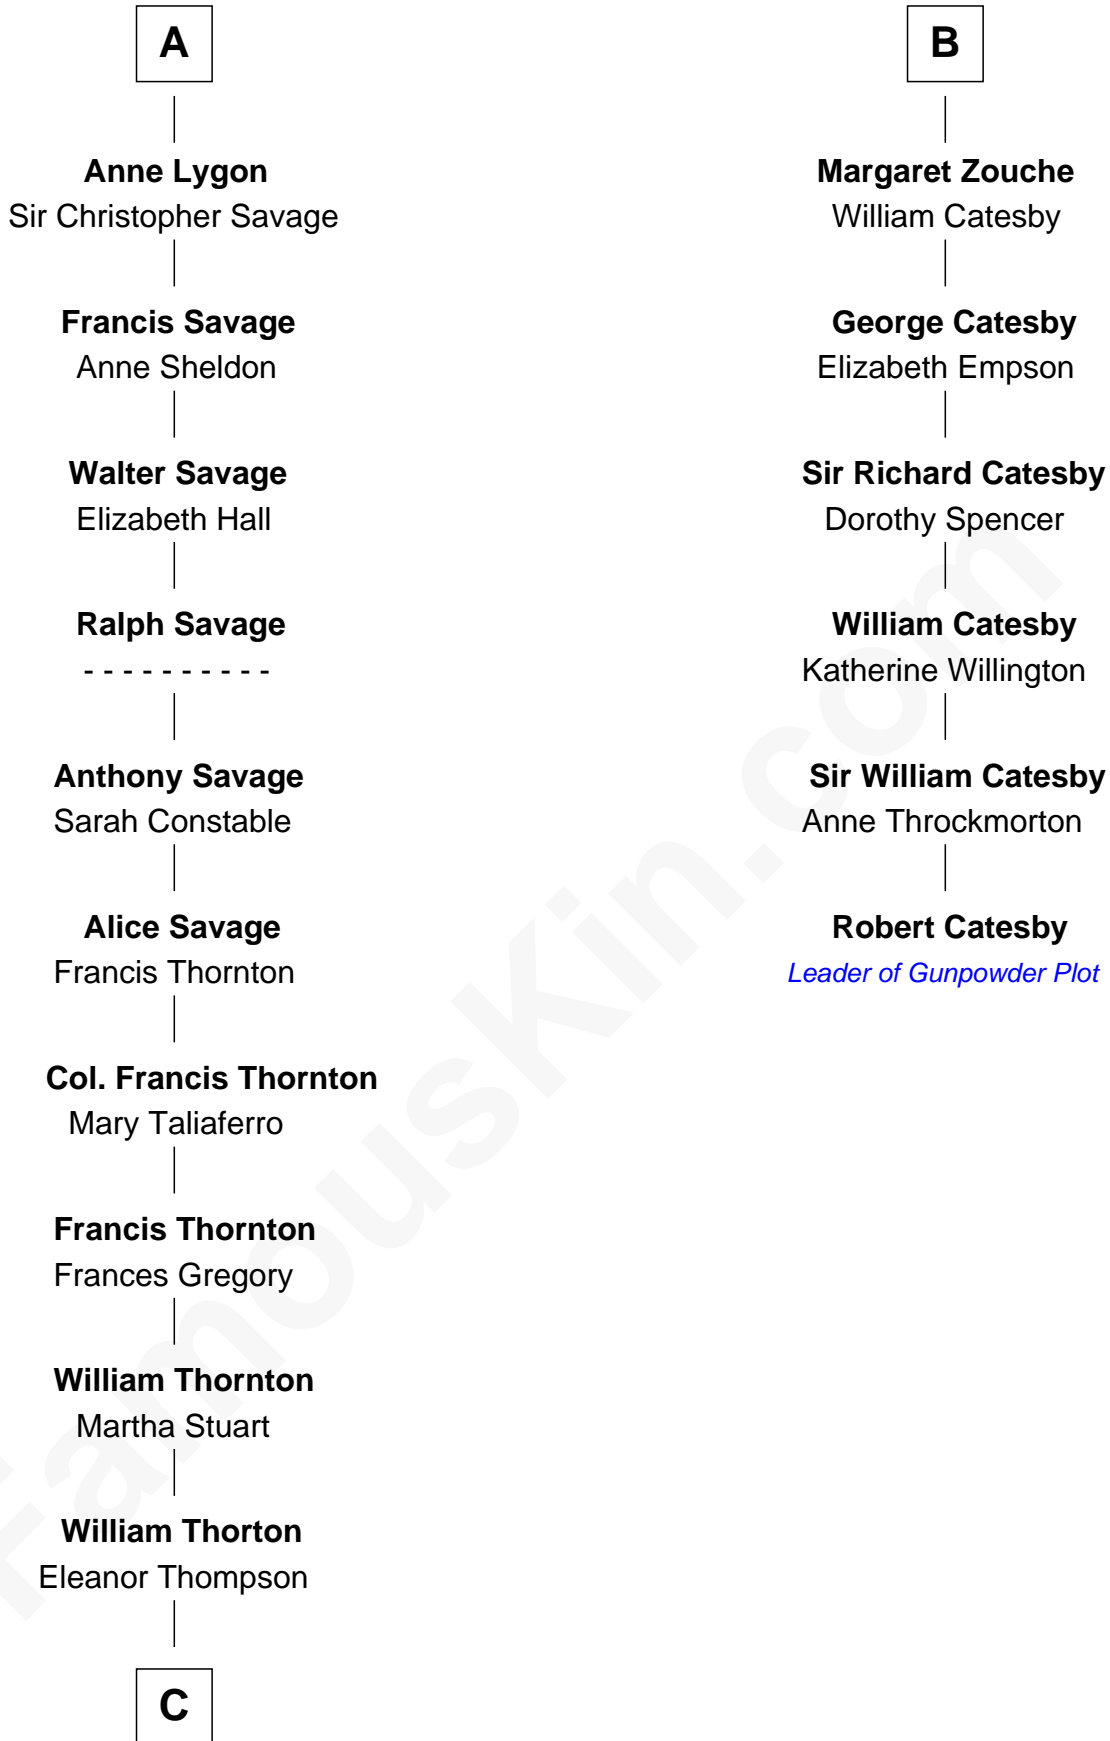 A
Anne Lygon
Sir Christopher Savage
Francis Savage
Anne Sheldon
Walter Savage
Elizabeth Hall
Ralph Savage
- - - - - - - - - -
Anthony Savage
Sarah Constable
Alice Savage
Francis Thornton
Col. Francis Thornton
Mary Taliaferro
Francis Thornton
Frances Gregory
William Thornton
Martha Stuart
William Thorton
Eleanor Thompson
C
B
Margaret Zouche
William Catesby
George Catesby
Elizabeth Empson
Sir Richard Catesby
Dorothy Spencer
William Catesby
Katherine Willington
Sir William Catesby
Anne Throckmorton
Robert Catesby
Leader of Gunpowder Plot
FamousKin.com